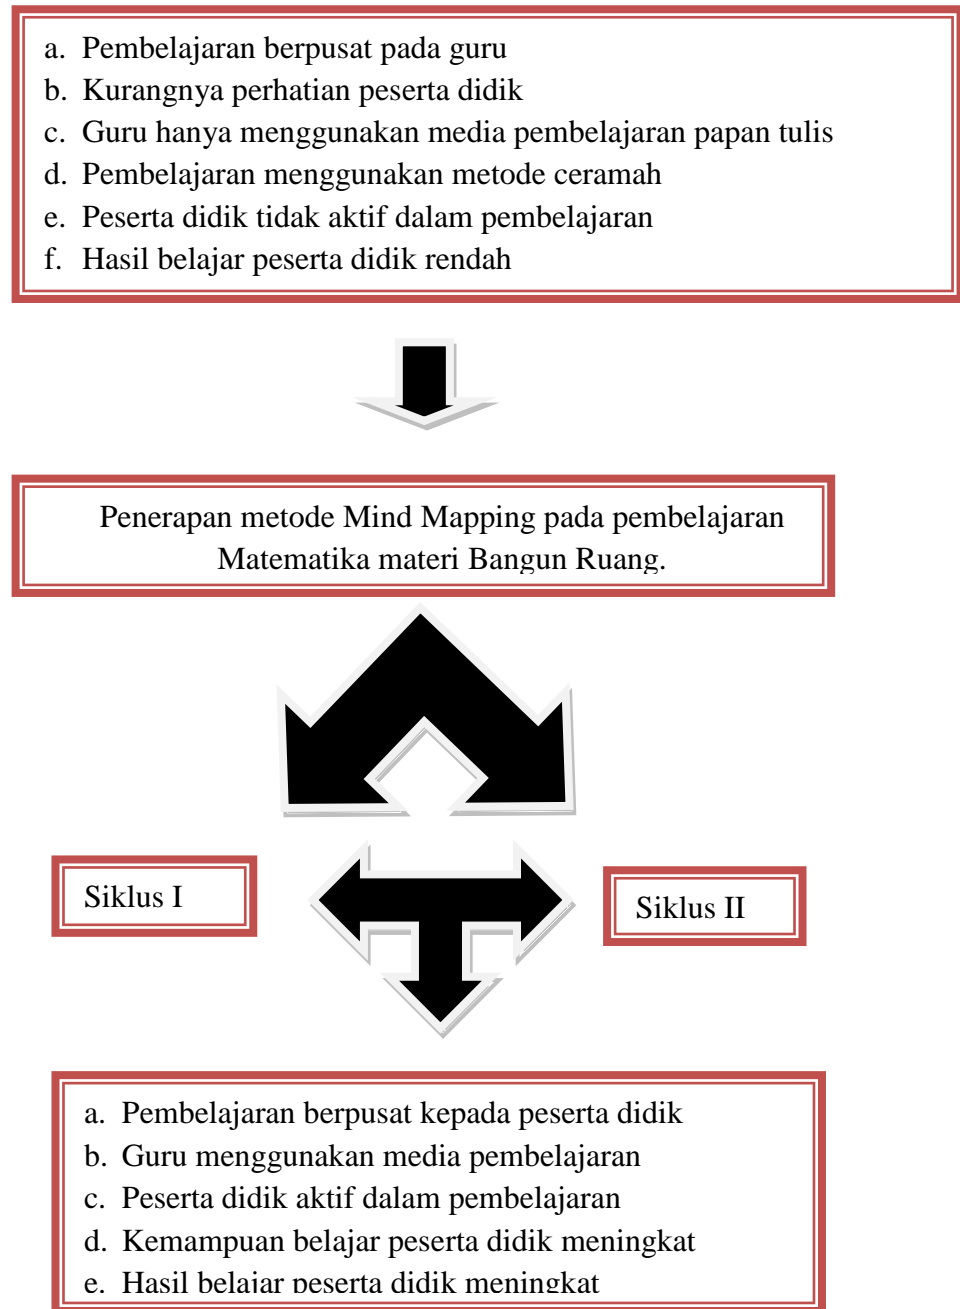 a. Pembelajaran berpusat pada guru
b. Kurangnya perhatian peserta didik
c. Guru hanya menggunakan media pembelajaran papan tulis
d. Pembelajaran menggunakan metode ceramah
e. Peserta didik tidak aktif dalam pembelajaran
f. Hasil belajar peserta didik rendah
Penerapan metode Mind Mapping pada pembelajaran
Matematika materi Bangun Ruang.
Siklus I
Siklus II
a. Pembelajaran berpusat kepada peserta didik
b. Guru menggunakan media pembelajaran
c. Peserta didik aktif dalam pembelajaran
d. Kemampuan belajar peserta didik meningkat
e. Hasil belajar peserta didik meningkat